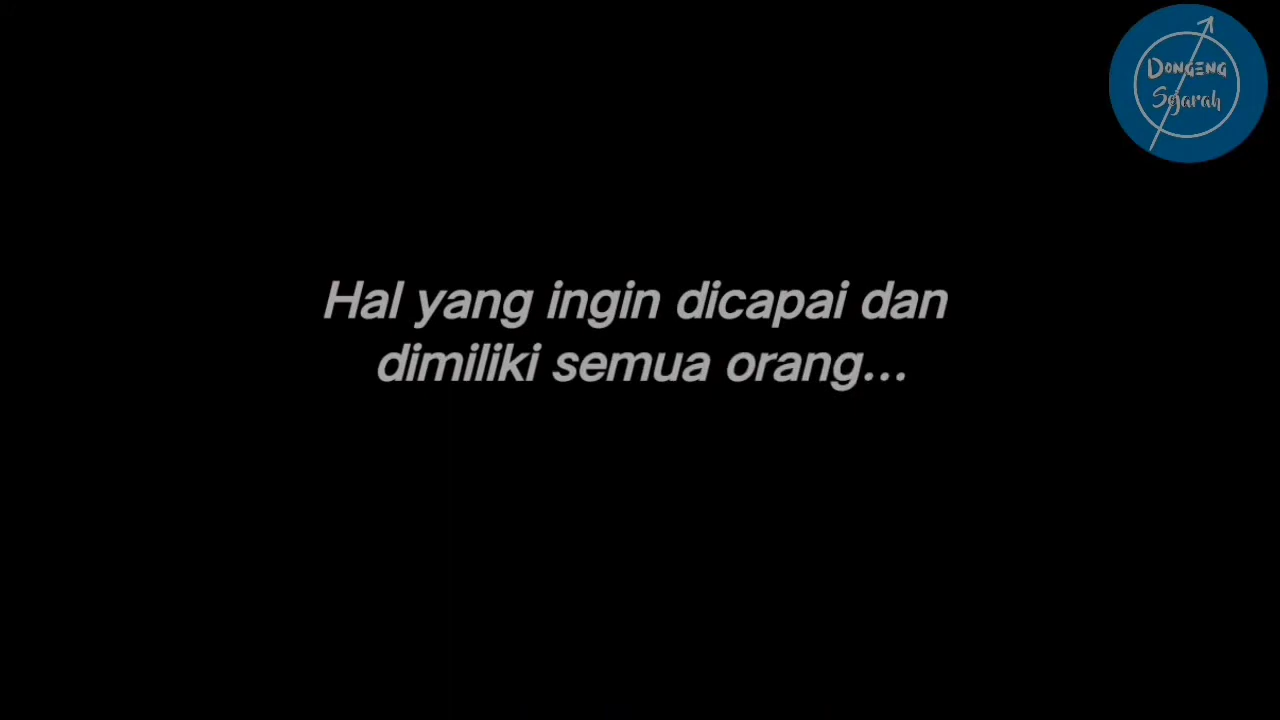 DONGENG
Sejarah
Hal yang ingin dicapai dan
dimiliki semua orang...